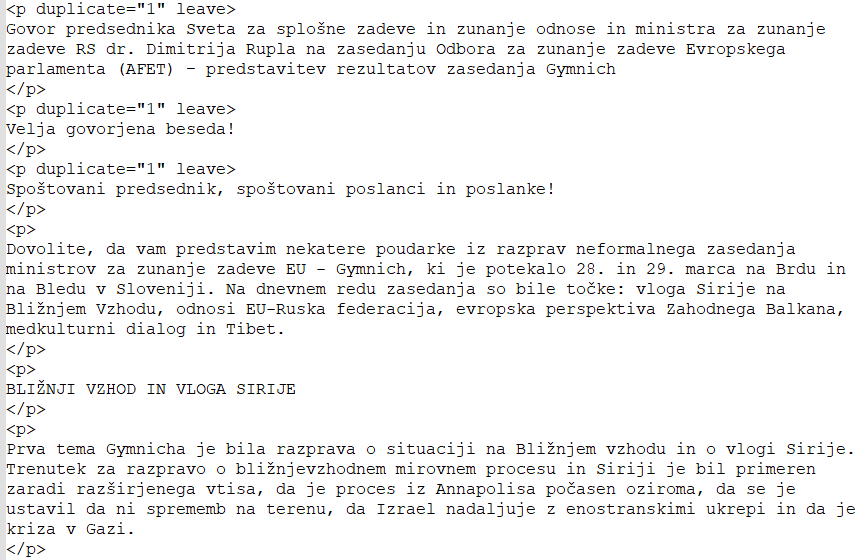 <p duplicate="1" leave>
Govor predsednika Sveta za splošne zadeve in zunanje odnose in ministra za zunanje
zadeve RS dr. Dimitrija Rupla na zasedanju Odbora za zunanje zadeve Evropskega
parlamenta (AFET) - predstavitev rezultatov zasedanja Gymnich
</p>
<p duplicate="1" leave>
Velja govorjena beseda!
</p>
<p duplicate="1" leave>
Spoštovani predsednik, spoštovani poslanci in poslanke!
</p>
<p>
Dovolite, da vam predstavim nekatere poudarke iz razprav neformalnega zasedanja
ministrov za zunanje zadeve EU - Gymnich, ki je potekalo 28. in 29. marca na Brdu in
na Bledu v Sloveniji. Na dnevnem redu zasedanja so bile točke: vloga Sirije na
Bližnjem Vzhodu, odnosi EU-Ruska federacija, evropska perspektiva Zahodnega Balkana,
medkulturni dialog in Tibet.
</p>
<p>
BLIŽNJI VZHOD IN VLOGA SIRIJE
</p>
<p>
Prva tema Gymnicha je bila razprava o situaciji na Bližnjem vzhodu in o vlogi Sirije.
Trenutek za razpravo o bližnjevzhodnem mirovnem procesu in Siriji je bil primeren
zaradi razširjenega vtisa, da je proces iz Annapolisa počasen oziroma, da se je
ustavil da ni sprememb na terenu, da Izrael nadaljuje z enostranskimi ukrepi in da je
kriza v Gazi.
</p>